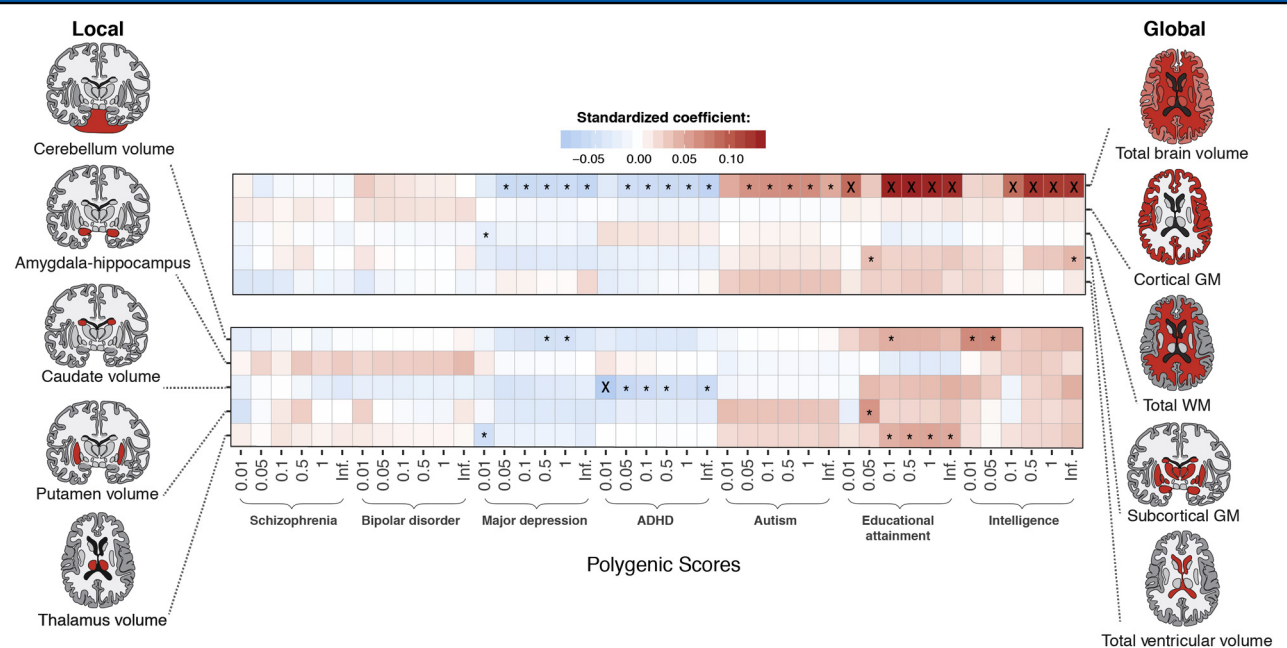 Local
Global
Cerebellum volume
Amygdala-hippocampus
Caudate volume
Putamen volume
Thalamus volume
Standardized coefficient:
−0.05 0.00 0.05 0.10
* * * * * * * * * * * * * * * X X X X X X X X X
*
* *
* * * * *
X * * * *
*
* * * * *
0.01 0.05 0.1 0.5 1 Inf. 0.01 0.05 0.1 0.5 1 Inf. 0.01 0.05 0.1 0.5 1 Inf. 0.01 0.05 0.1 0.5 1 Inf. 0.01 0.05 0.1 0.5 1 Inf. 0.01 0.05 0.1 0.5 1 Inf. 0.01 0.05 0.1 0.5 1 Inf.
Schizophrenia Bipolar disorder Major depression ADHD Autism Educational attainment Intelligence
Polygenic Scores
Total brain volume
Cortical GM
Total WM
Subcortical GM
Total ventricular volume